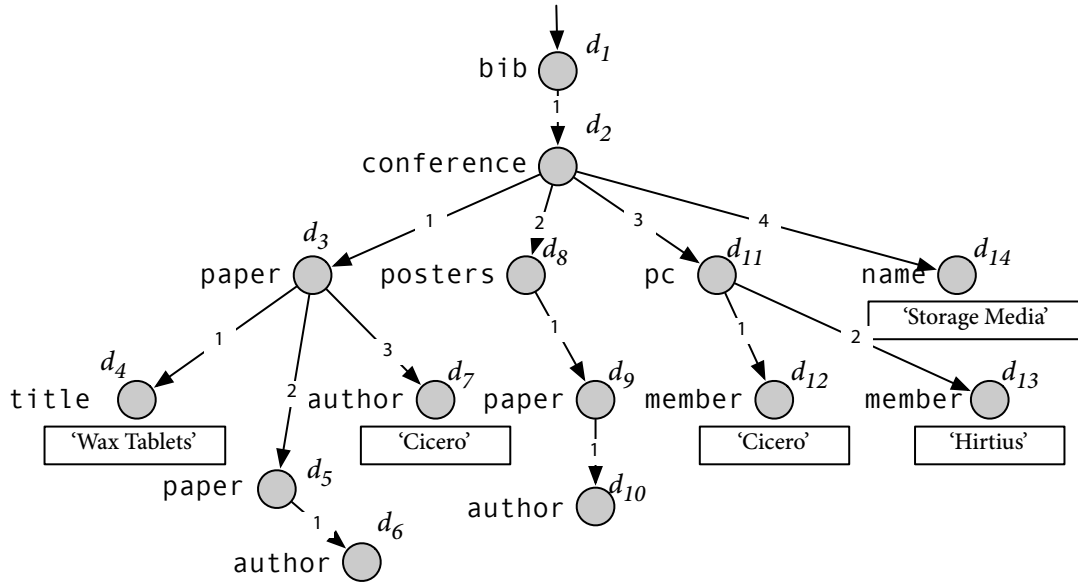 d1
bib
1
d2
conference
1
2
3
4
d3
d8
d11
d14
paper
posters
pc
name
'Storage Media'
1
2
3
1
1
2
d4
d7
d9
d12
d13
title
author
paper
member
member
'Wax Tablets'
'Cicero'
'Cicero'
'Hirtius'
1
d5
paper
d10
author
1
d6
author